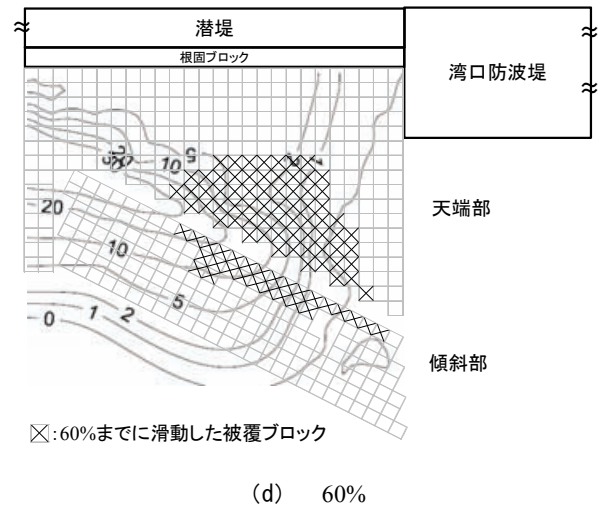 潜堤
根固ブロック
湾口防波堤
5
10
2
1
天端部
20
10
5
0 1 2
傾斜部
:60%までに滑動した被覆ブロック
(d) 60%